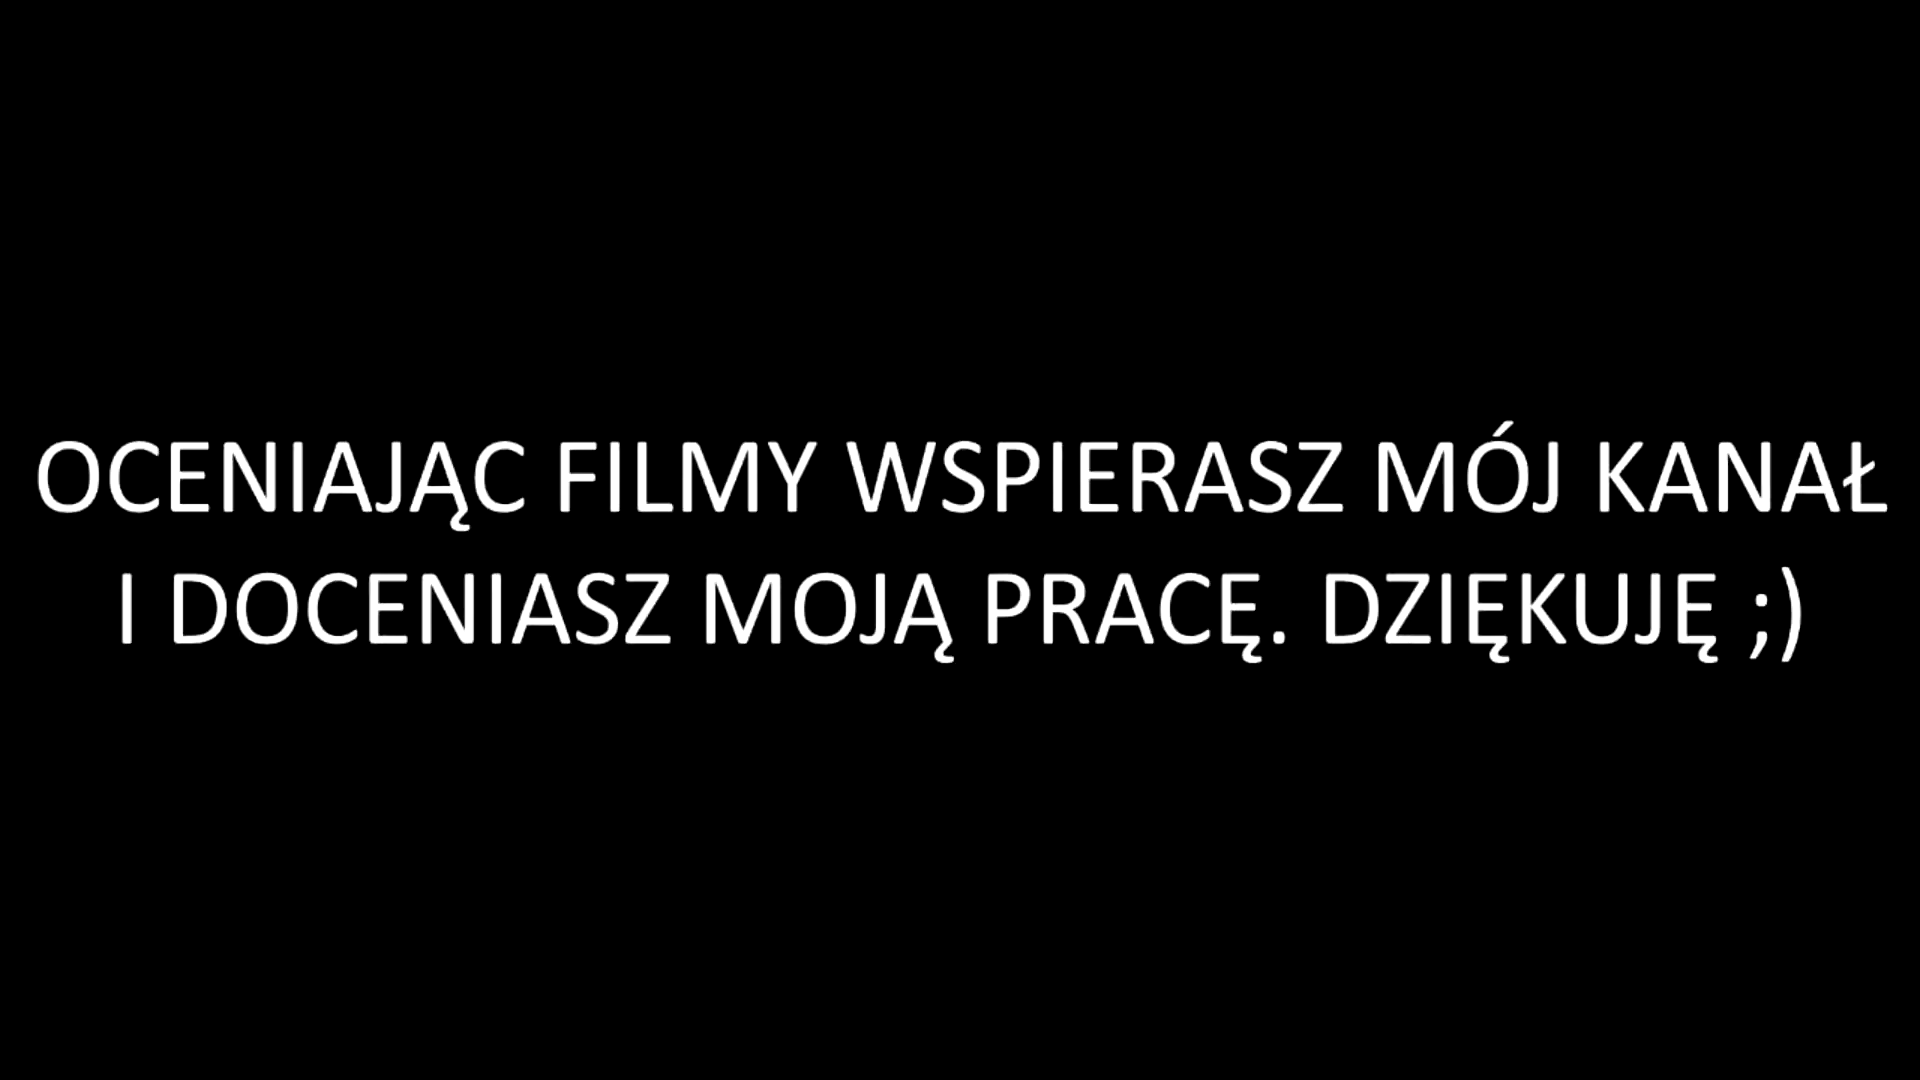 OCENIAJĄC FILMY WSPIERASZ MÓJ KANAŁ
I DOCENIASZ MOJĄ PRACĘ. DZIĘKUJĘ ;)